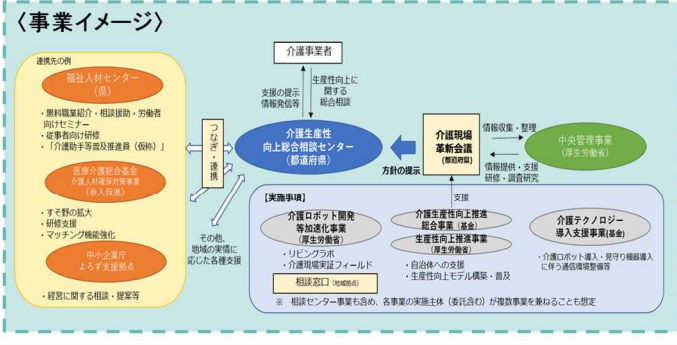 〈事業イメージ〉
連携先の例
福祉人材センター
(県)
・無料職業紹介・相談援助・労働者
向けセミナー
・従事者向け研修
・「介護助手等普及推進員（仮称）」
医療介護総合基金
介護人材確保対策事業
(参入促進)
・すそ野の拡大
・研修支援
・マッチング機能強化
中小企業庁
よろず支援拠点
・経営に関する相談・提案等
つなぎ・連携
その他、
地域の実情に
応じた各種支援
介護事業者
支援の提示
情報発信等
生産性向上に
関する
総合相談
介護生産性
向上総合相談センター
(都道府県)
方針の提示
介護現場
革新会議
(都道府県)
情報収集・整理
情報提供・支援
研修・調査研究
中央管理事業
(厚生労働省)
支援
【実施事項】
介護ロボット開発
等加速化事業
(厚生労働省)
・リビングラボ
・介護現場実証フィールド
相談窓口（地域拠点）
介護生産性向上推進
総合事業（基金）
生産性向上推進事業
(厚生労働省)
・自治体への支援
・生産性向上モデル構築・普及
介護テクノロジー
導入支援事業(基金)
・介護ロボット導入・見守り機器導入
に伴う通信環境整備等
※　相談センター事業も含め、各事業の実施主体（委託含む）が複数事業を兼ねることも想定